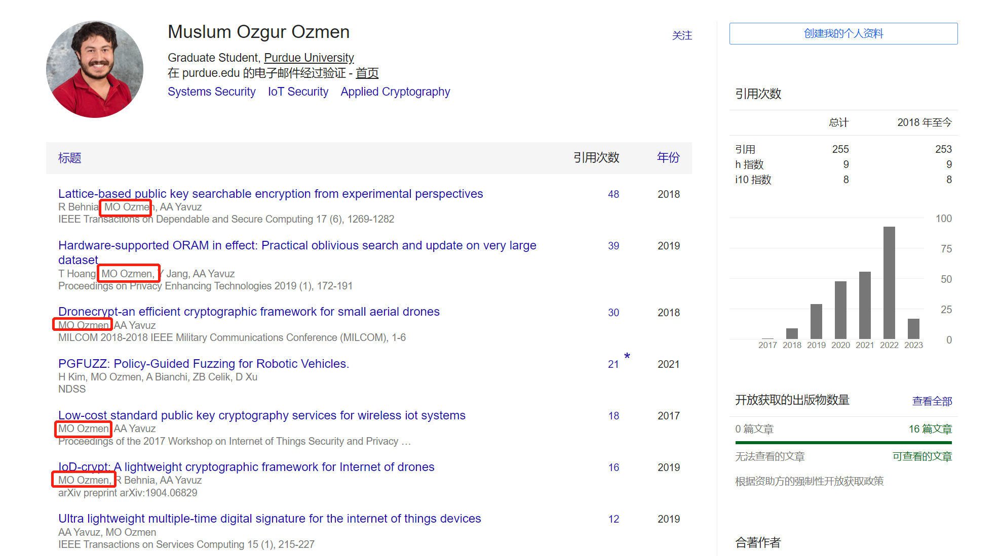 Muslum Ozgur Ozmen
关注
Graduate Student, Purdue University
在 purdue.edu 的电子邮件经过验证 - 首页
Systems Security IoT Security Applied Cryptography
标题 引用次数 年份
Lattice-based public key searchable encryption from experimental perspectives 48 2018
R Behnia, MO Ozmen, AA Yavuz
IEEE Transactions on Dependable and Secure Computing 17 (6), 1269-1282
Hardware-supported ORAM in effect: Practical oblivious search and update on very large 39 2019
dataset
T Hoang, MO Ozmen, Y Jang, AA Yavuz
Proceedings on Privacy Enhancing Technologies 2019 (1), 172-191
Dronecrypt-an efficient cryptographic framework for small aerial drones 30 2018
MO Ozmen, AA Yavuz
MILCOM 2018-2018 IEEE Military Communications Conference (MILCOM), 1-6
PGFUZZ: Policy-Guided Fuzzing for Robotic Vehicles. 21 * 2021
H Kim, MO Ozmen, A Bianchi, ZB Celik, D Xu
NDSS
Low-cost standard public key cryptography services for wireless iot systems 18 2017
MO Ozmen, AA Yavuz
Proceedings of the 2017 Workshop on Internet of Things Security and Privacy …
IoD-crypt: A lightweight cryptographic framework for Internet of drones 16 2019
MO Ozmen, R Behnia, AA Yavuz
arXiv preprint arXiv:1904.06829
Ultra lightweight multiple-time digital signature for the internet of things devices 12 2019
AA Yavuz, MO Ozmen
IEEE Transactions on Services Computing 15 (1), 215-227
创建我的个人资料
引用次数
总计 2018 年至今
引用 255 253
h 指数 9 9
i10 指数 8 8
100
75
50
25
0
2017 2018 2019 2020 2021 2022 2023
开放获取的出版物数量 查看全部
0 篇文章 16 篇文章
无法查看的文章 可查看的文章
根据资助方的强制性开放获取政策
合著作者